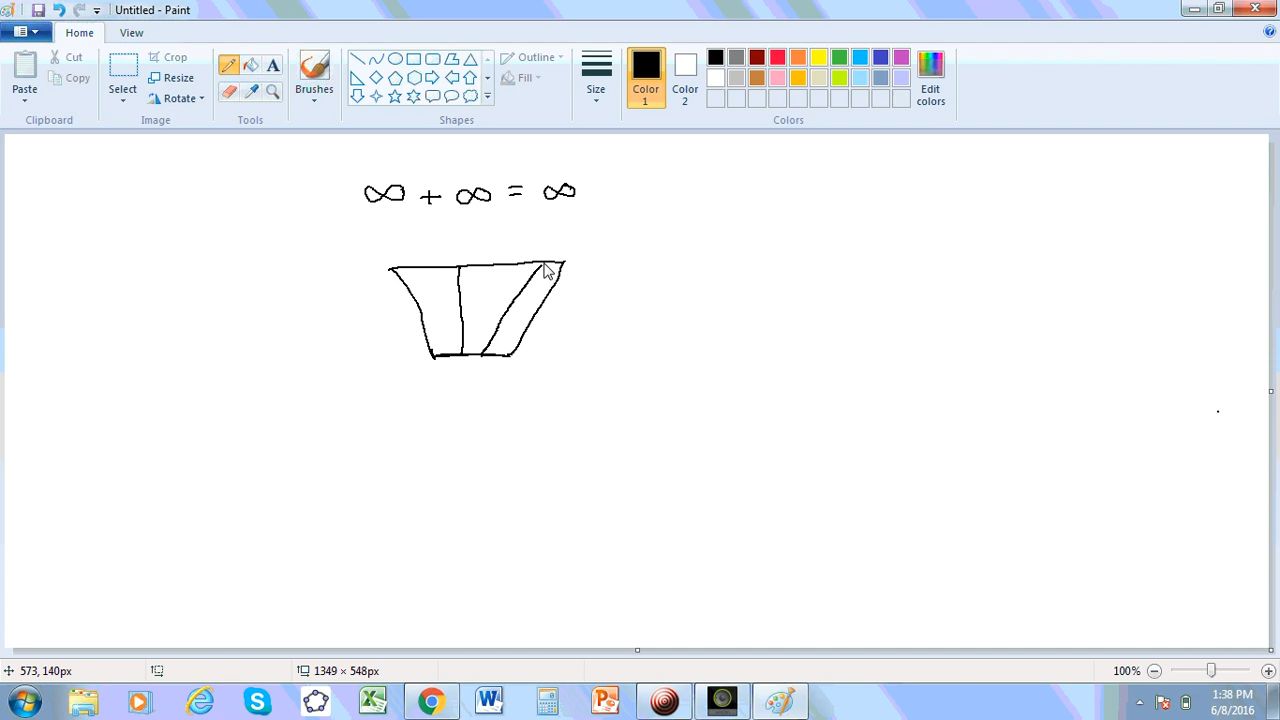 Untitled - Paint
Home View
Paste
Cut
Copy
Clipboard
Select
Crop
Resize
Rotate
Image
A
Tools
Brushes
Outline
Fill
Shapes
Size
Color 1
Color 2
Edit colors
Colors
∞ + ∞ = ∞
573, 140px
1349 × 548px
100%
1:38 PM
6/8/2016